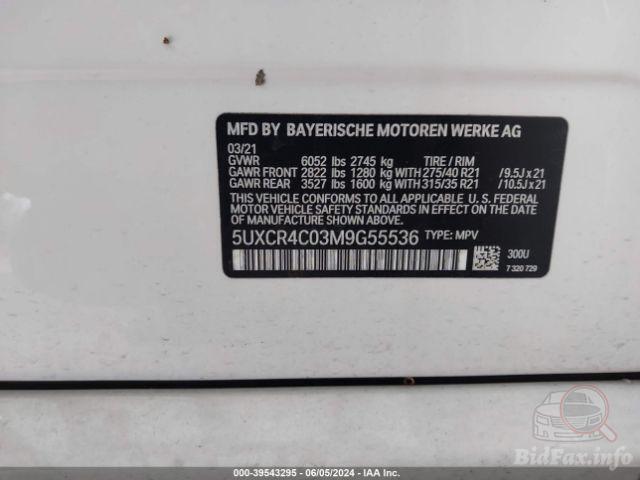 MFD BY BAYERISCHE MOTOREN WERKE AG
03/21
GVWR 6052 lbs 2745 kg TIRE / RIM
GAWR FRONT 2822 lbs 1280 kg WITH 275/40 R21 /9.5J x 21
GAWR REAR 3527 lbs 1600 kg WITH 315/35 R21 /10.5J x 21
THIS VEHICLE CONFORMS TO ALL APPLICABLE U. S. FEDERAL
MOTOR VEHICLE SAFETY STANDARDS IN EFFECT ON THE DATE
OF MANUFACTURE SHOWN ABOVE.
5UXCR4C03M9G55536 TYPE: MPV
300U
7 320 729
000-39543295 - 06/05/2024 - IAA Inc.
BidFax.info